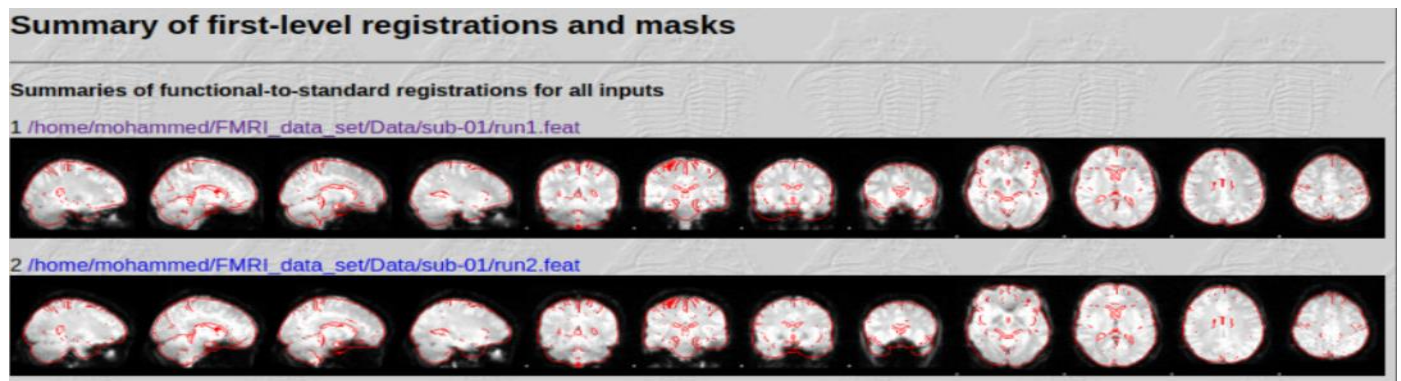 Summary of first-level registrations and masks
Summaries of functional-to-standard registrations for all inputs
1 /home/mohammed/FMRI_data_set/Data/sub-01/run1.feat
2 /home/mohammed/FMRI_data_set/Data/sub-01/run2.feat